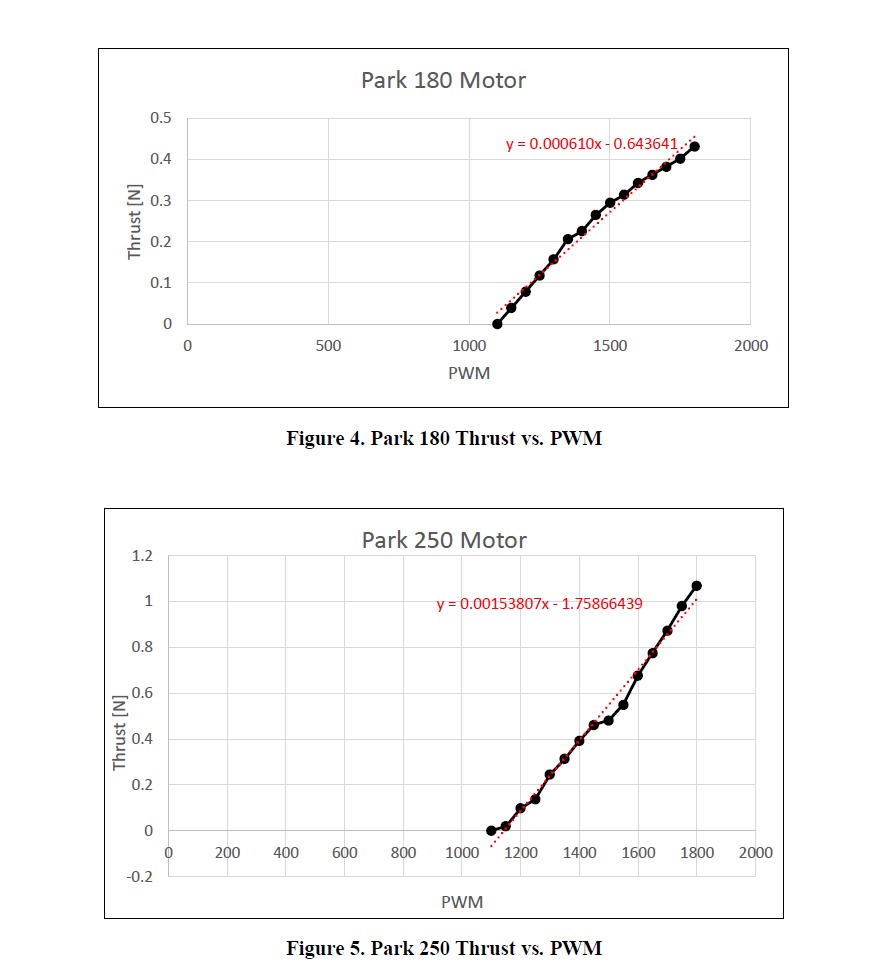 Park 180 Motor
0.5
y = 0.000610x - 0.643641
0.4
0.3
Thrust [N]
0.2
0.1
0
0 500 1000 1500 2000
PWM
Figure 4. Park 180 Thrust vs. PWM
Park 250 Motor
1.2
1
y = 0.00153807x - 1.75866439
0.8
0.6
Thrust [N]
0.4
0.2
0
0 200 400 600 800 1000 1200 1400 1600 1800 2000
-0.2
PWM
Figure 5. Park 250 Thrust vs. PWM